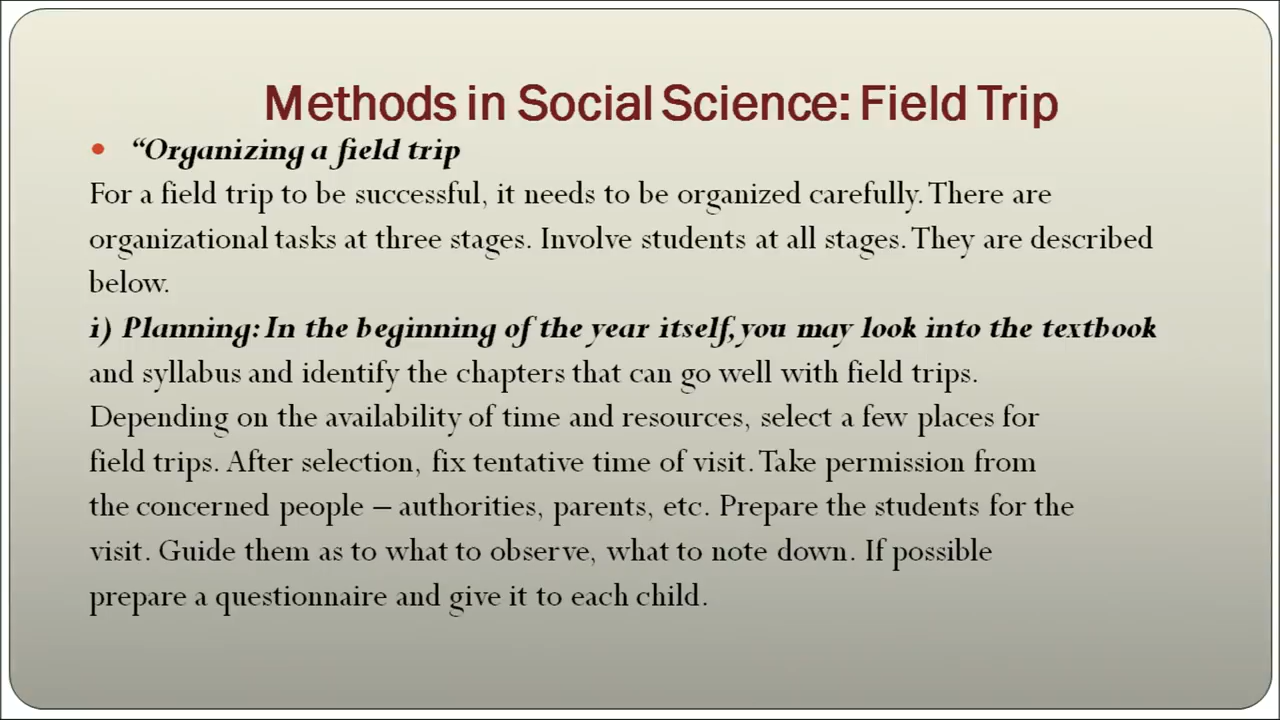 Methods in Social Science: Field Trip
• “Organizing a field trip
For a field trip to be successful, it needs to be organized carefully. There are
organizational tasks at three stages. Involve students at all stages. They are described
below.
i) Planning: In the beginning of the year itself, you may look into the textbook
and syllabus and identify the chapters that can go well with field trips.
Depending on the availability of time and resources, select a few places for
field trips. After selection, fix tentative time of visit. Take permission from
the concerned people – authorities, parents, etc. Prepare the students for the
visit. Guide them as to what to observe, what to note down. If possible
prepare a questionnaire and give it to each child.